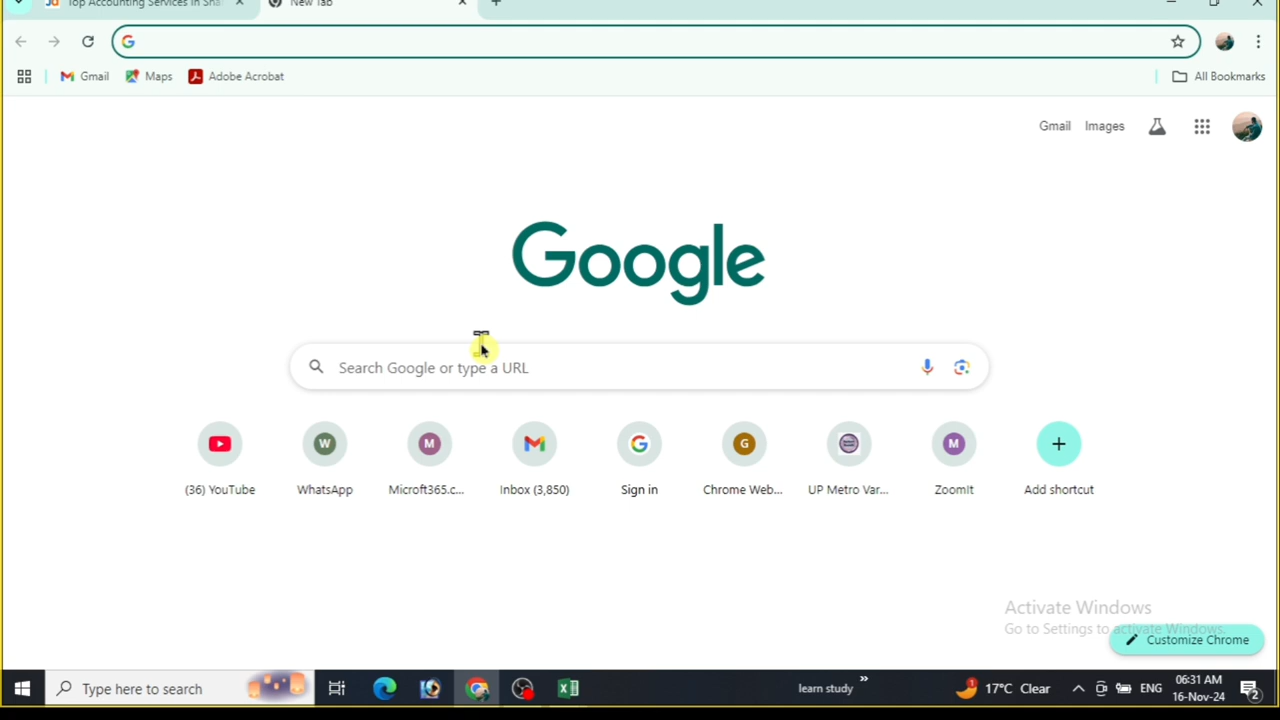 Top Accounting Services in Sha
New Tab
Gmail
Maps
Adobe Acrobat
All Bookmarks
Gmail
Images
Google
Search Google or type a URL
W
M
G
M
(36) YouTube
WhatsApp
Microft365.c...
Inbox (3,850)
Sign in
Chrome Web...
UP Metro Var...
ZoomIt
Add shortcut
Activate Windows
Go to Settings to activate Windows.
Customize Chrome
Type here to search
learn study
17°C Clear
ENG
06:31 AM
16-Nov-24
2